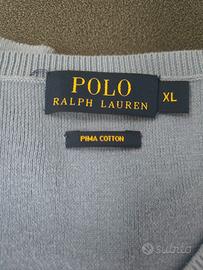 POLO
RALPH LAUREN
XL
PIMA COTTON
subito